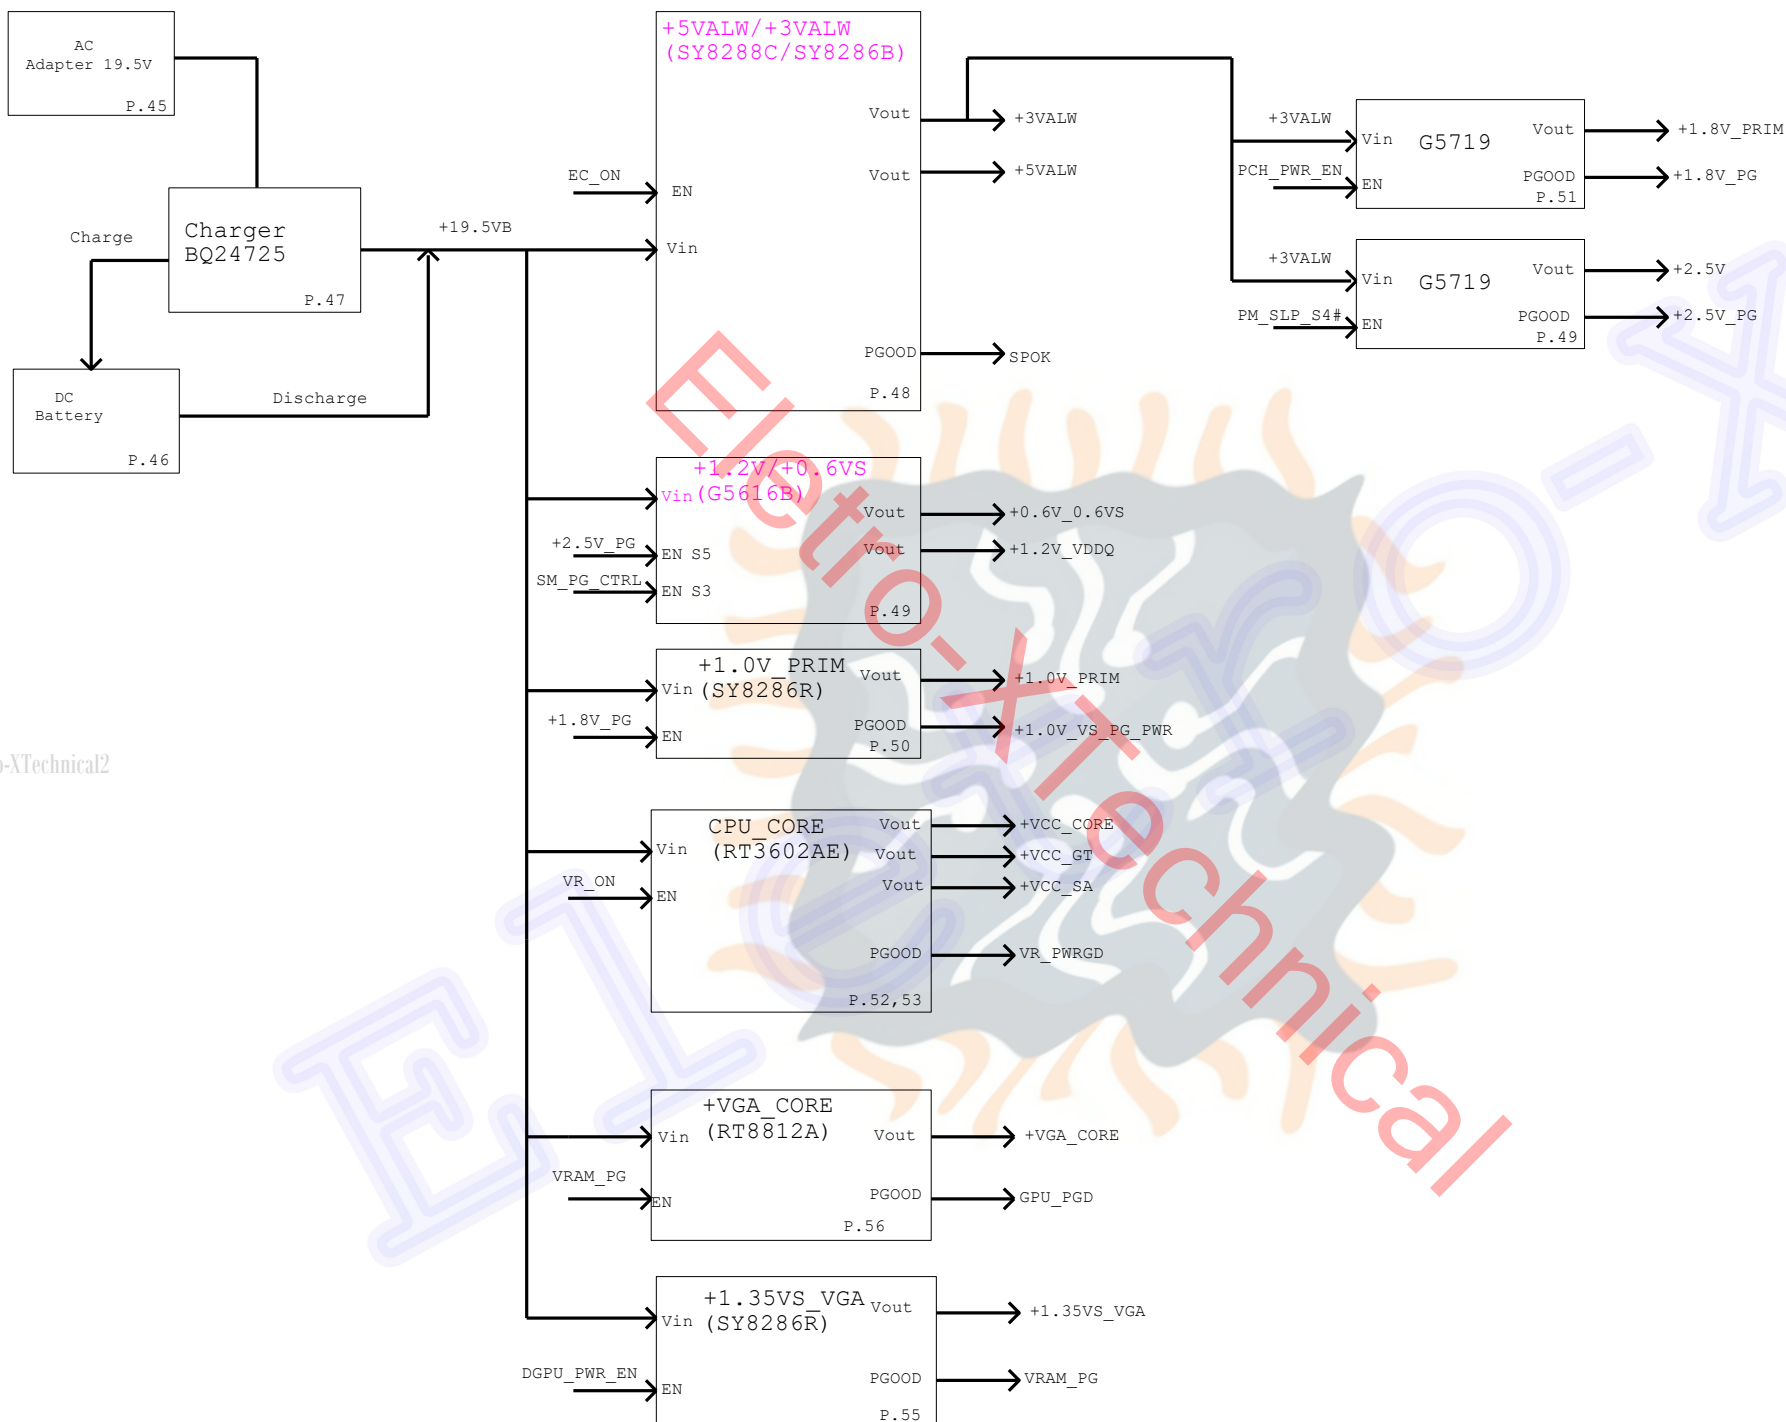 AC
Adapter 19.5V
P.45
Charger
BQ24725
P.47
Charge
DC
Battery
P.46
Discharge
+19.5VB
+5VALW/+3VALW
(SY8288C/SY8286B)
Vout
+3VALW
Vout
+5VALW
EC_ON
EN
Vin
PGOOD
SPOK
P.48
+3VALW
Vin
G5719
Vout
+1.8V_PRIM
PCH_PWR_EN
EN
PGOOD
+1.8V_PG
P.51
+3VALW
Vin
G5719
Vout
+2.5V
PM_SLP_S4#
EN
PGOOD
+2.5V_PG
P.49
+1.2V/+0.6VS
Vin (G5616B)
Vout
+0.6V_0.6VS
+2.5V_PG
EN S5
Vout
+1.2V_VDDQ
SM_PG_CTRL
EN S3
P.49
+1.0V_PRIM
Vin (SY8286R)
Vout
+1.0V_PRIM
+1.8V_PG
EN
PGOOD
+1.0V_VS_PG_PWR
P.50
CPU_CORE
(RT3602AE)
Vin
Vout
+VCC_CORE
Vout
+VCC_GT
Vout
+VCC_SA
VR_ON
EN
PGOOD
VR_PWRGD
P.52,53
+VGA_CORE
(RT8812A)
Vin
Vout
+VGA_CORE
VRAM_PG
EN
PGOOD
GPU_PGD
P.56
+1.35VS_VGA
(SY8286R)
Vin
Vout
+1.35VS_VGA
DGPU_PWR_EN
EN
PGOOD
VRAM_PG
P.55
Eletro-XTechnical
o-XTechnical2